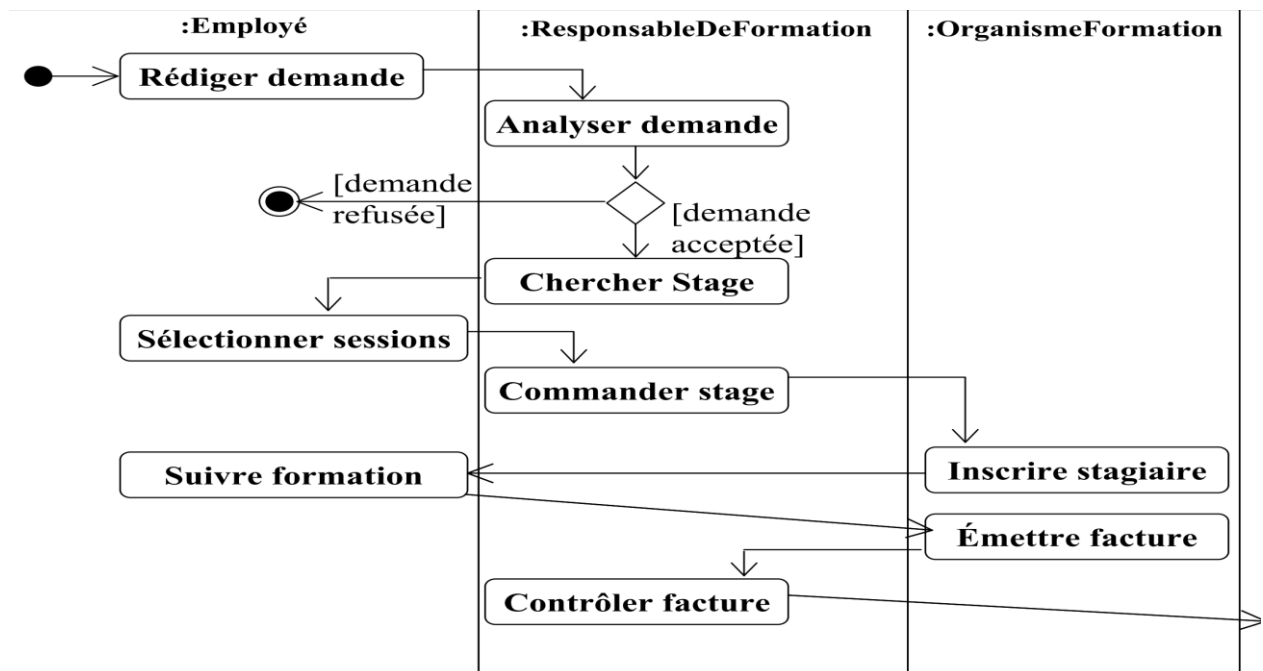 :Employé
:ResponsableDeFormation
:OrganismeFormation
Rédiger demande
Analyser demande
[demande
refusée]
[demande
acceptée]
Chercher Stage
Sélectionner sessions
Commander stage
Suivre formation
Inscrire stagiaire
Émettre facture
Contrôler facture